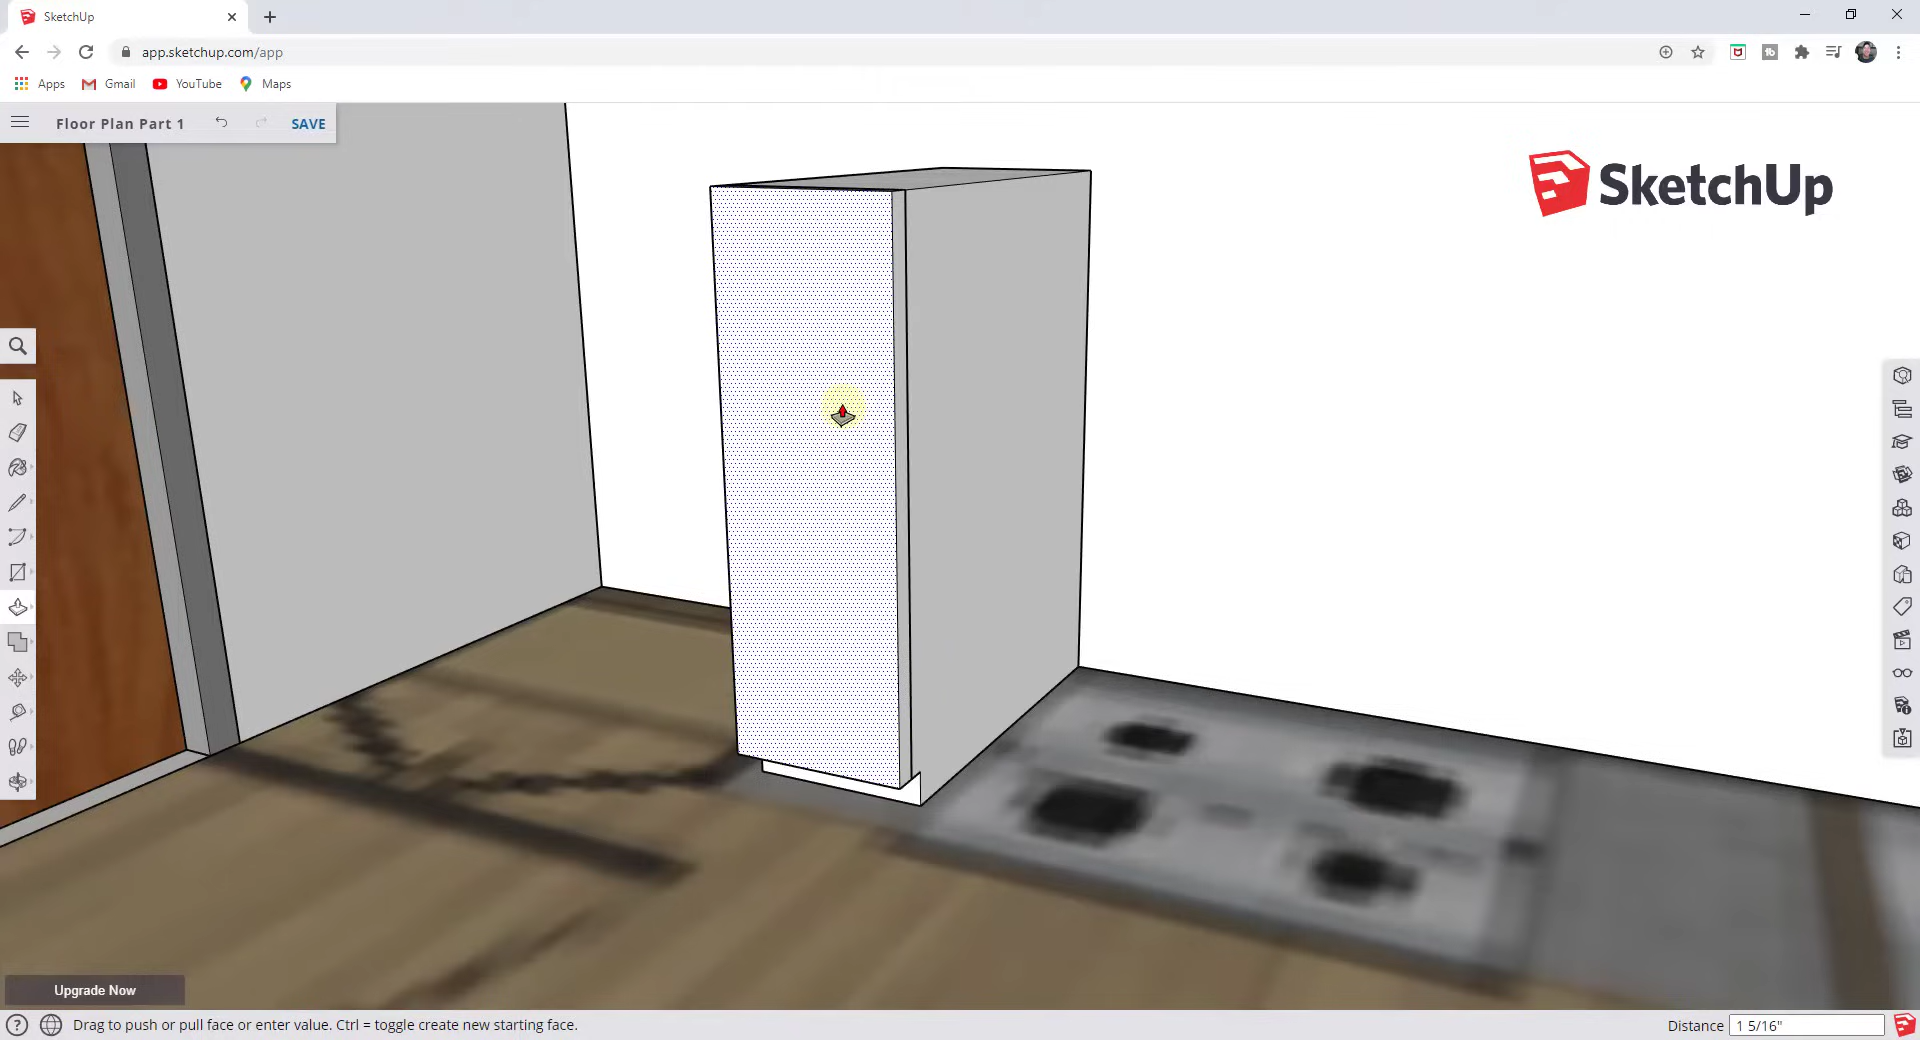 SketchUp
app.sketchup.com/app
Apps Gmail YouTube Maps
Floor Plan Part 1 SAVE
SketchUp
Upgrade Now
Drag to push or pull face or enter value. Ctrl = toggle create new starting face.
Distance 1 5/16"